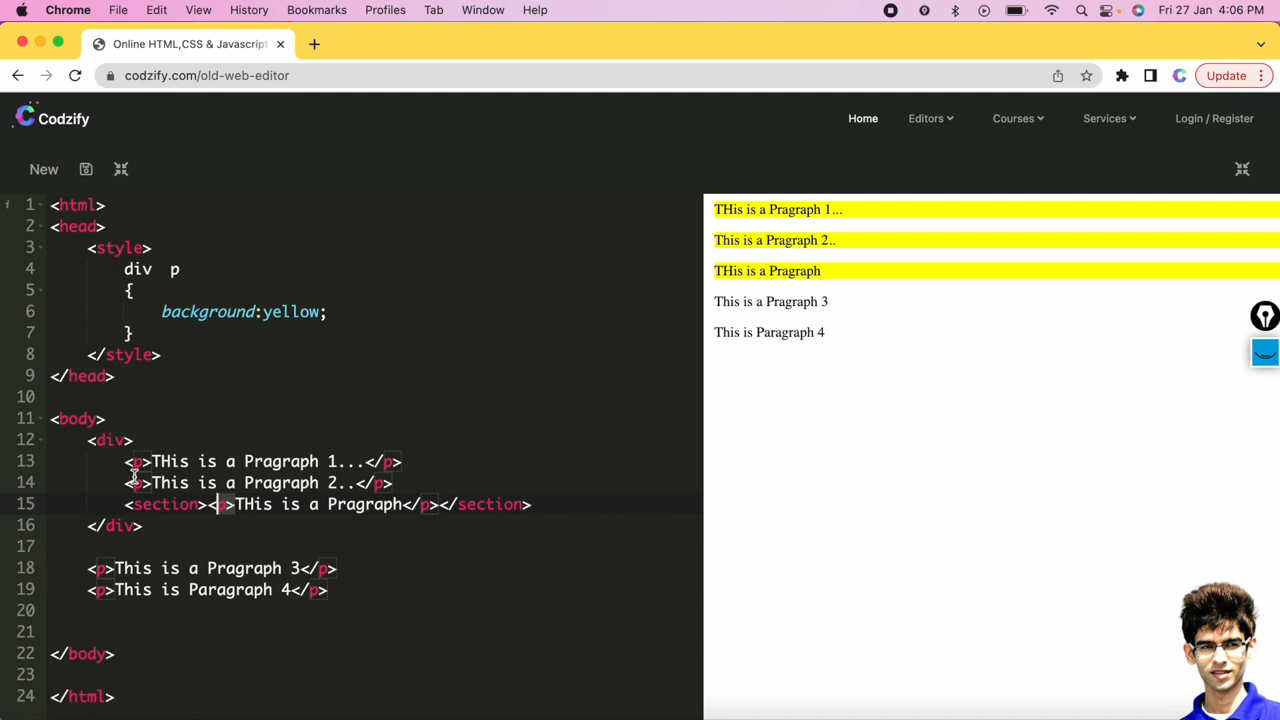 Chrome File Edit View History Bookmarks Profiles Tab Window Help Fri 27 Jan 4:06 PM
Online HTML,CSS & Javascript
codzify.com/old-web-editor Update
Codzify Home Editors Courses Services Login / Register
New
1 <html>
2 <head>
3 <style>
4 div p
5 {
6 background:yellow;
7 }
8 </style>
9 </head>
10
11 <body>
12 <div>
13 <p>THis is a Pragraph 1...</p>
14 <p>This is a Pragraph 2..</p>
15 <section><p>THis is a Pragraph</p></section>
16 </div>
17
18 <p>This is a Pragraph 3</p>
19 <p>This is Paragraph 4</p>
20
21
22 </body>
23
24 </html>
THis is a Pragraph 1...
This is a Pragraph 2..
THis is a Pragraph
This is a Pragraph 3
This is Paragraph 4